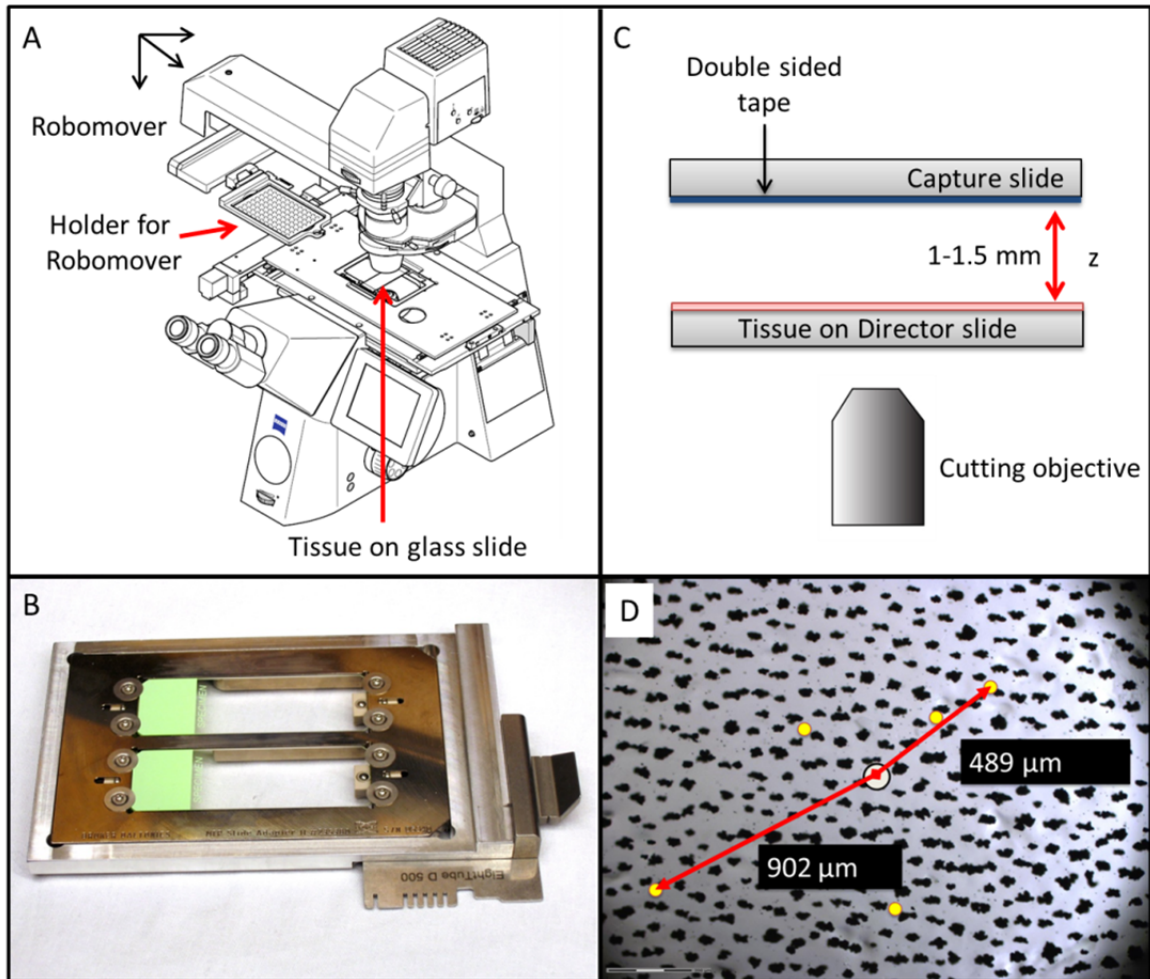 A
Robomover
Holder for
Robomover
Tissue on glass slide
B
EightTube D 500
C
Double sided
tape
Capture slide
1-1.5 mm
z
Tissue on Director slide
Cutting objective
D
489 µm
902 µm